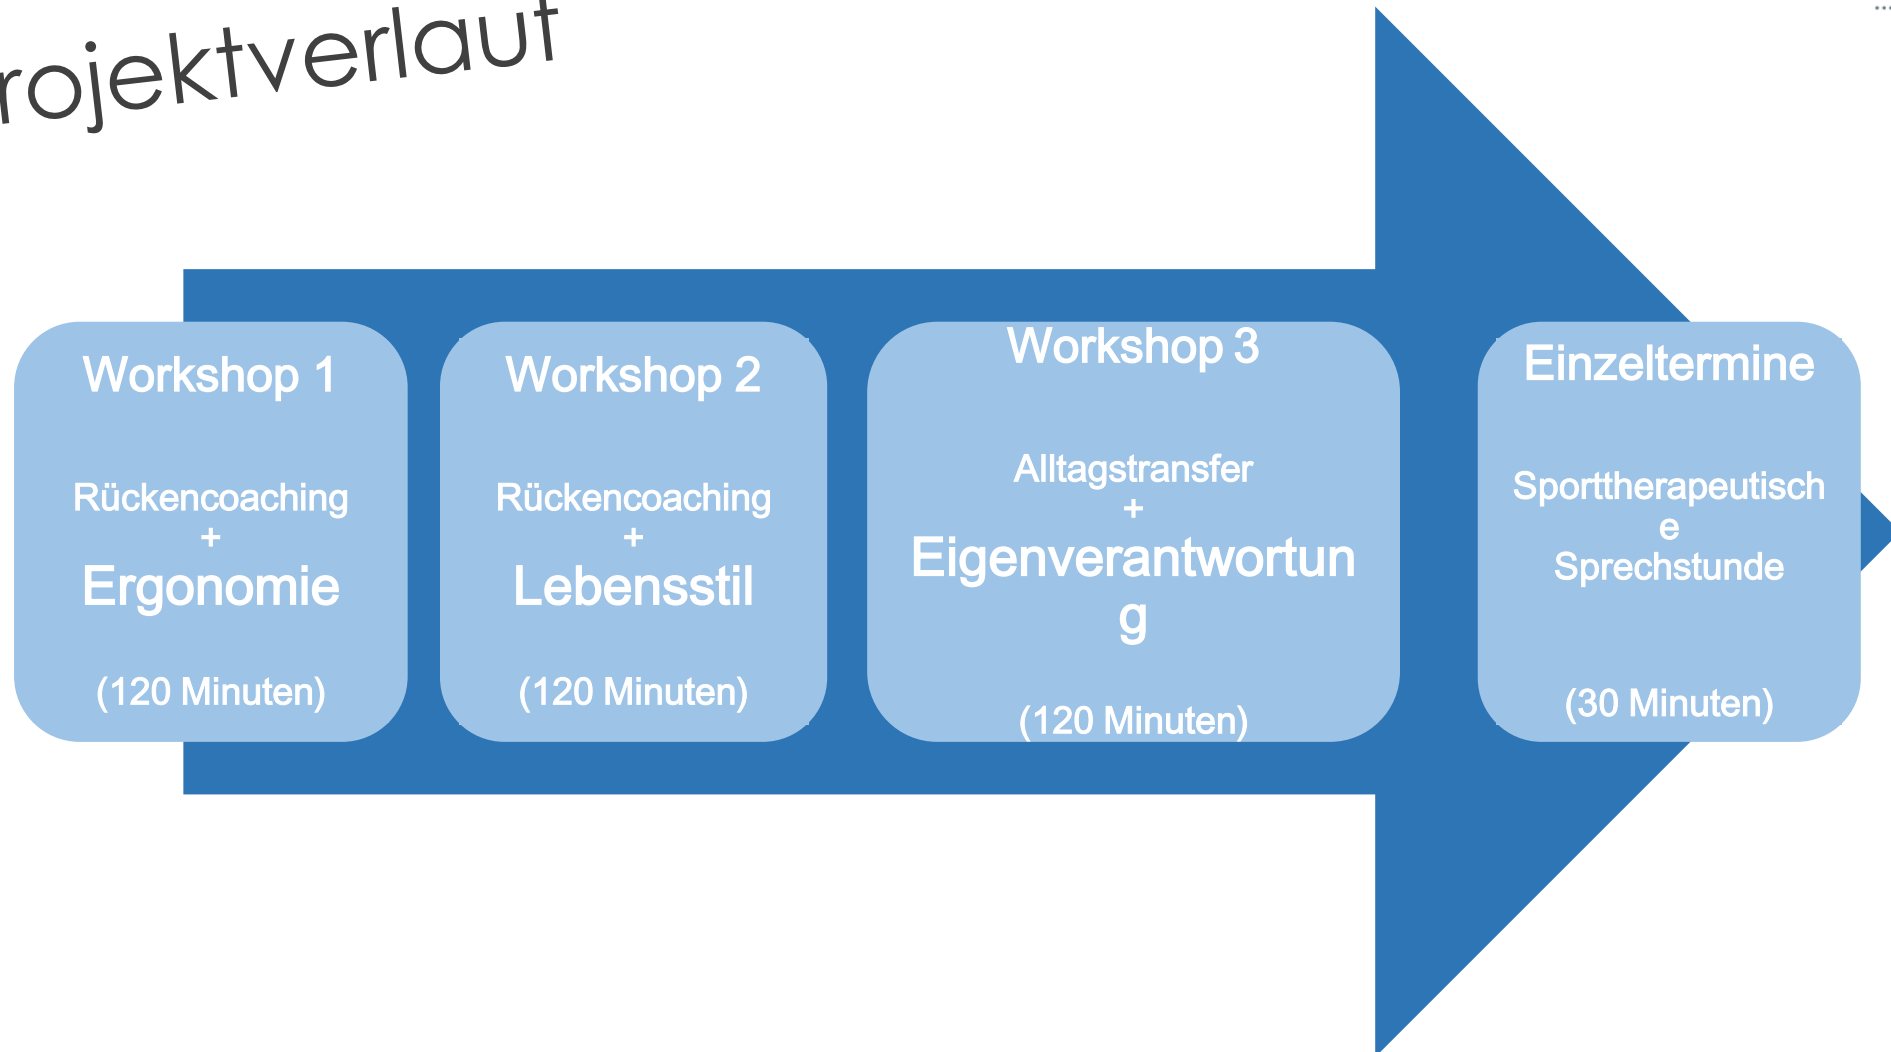 rojektverlauf
Workshop 1
Rückencoaching
+
Ergonomie
(120 Minuten)
Workshop 2
Rückencoaching
+
Lebensstil
(120 Minuten)
Workshop 3
Alltagstransfer
+
Eigenverantwortun
g
(120 Minuten)
Einzeltermine
Sporttherapeutisch
e
Sprechstunde
(30 Minuten)